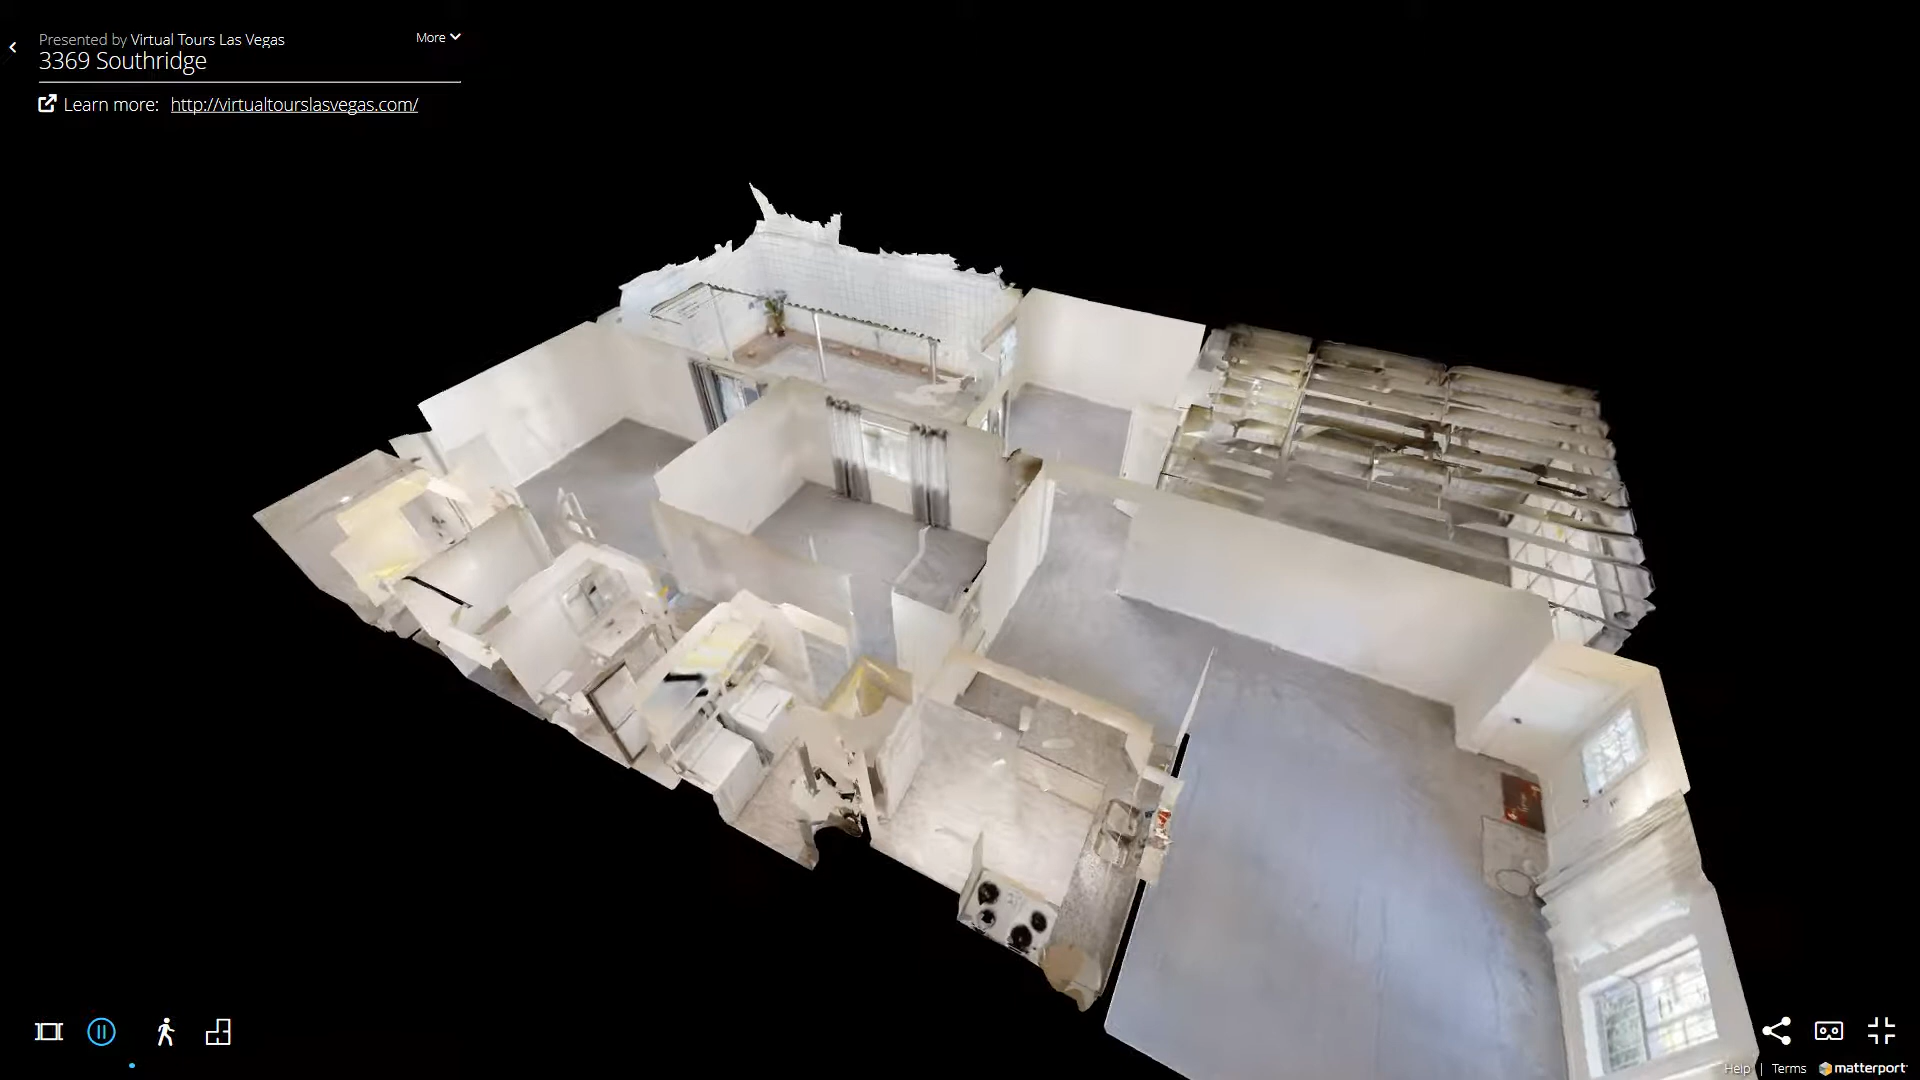 Presented by Virtual Tours Las Vegas
More
3369 Southridge
Learn more: http://virtualtourslasvegas.com/
Help | Terms matterport®